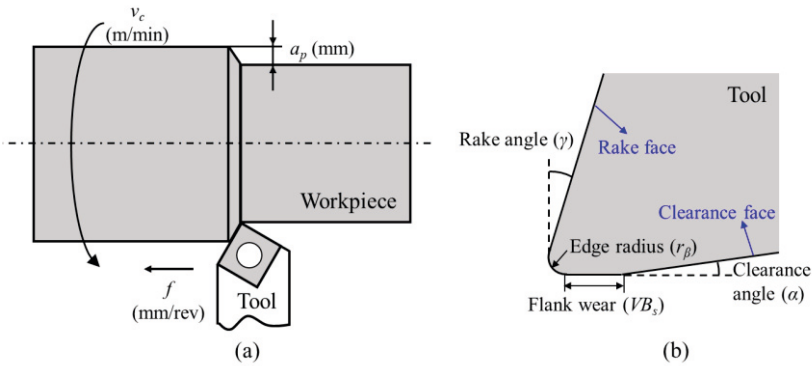 v_c
(m/min)
a_p (mm)
Workpiece
f
(mm/rev)
Tool
(a)
Tool
Rake angle (γ)
Rake face
Clearance face
Edge radius (r_β)
Clearance
angle (α)
Flank wear (VB_s)
(b)